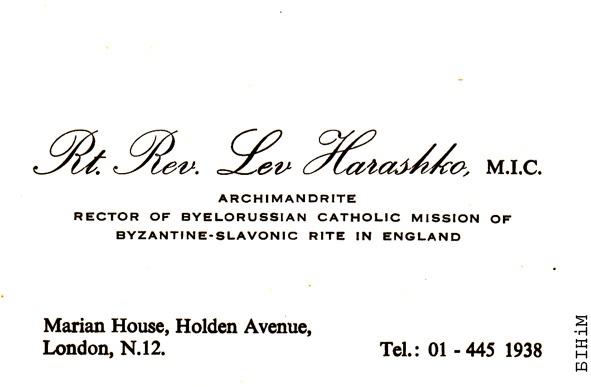 Rt. Rev. Lev Harashko, M.I.C.
ARCHIMANDRITE
RECTOR OF BYELORUSSIAN CATHOLIC MISSION OF
BYZANTINE-SLAVONIC RITE IN ENGLAND
Marian House, Holden Avenue,
London, N.12.
Tel.: 01 - 445 1938
БІНіМ